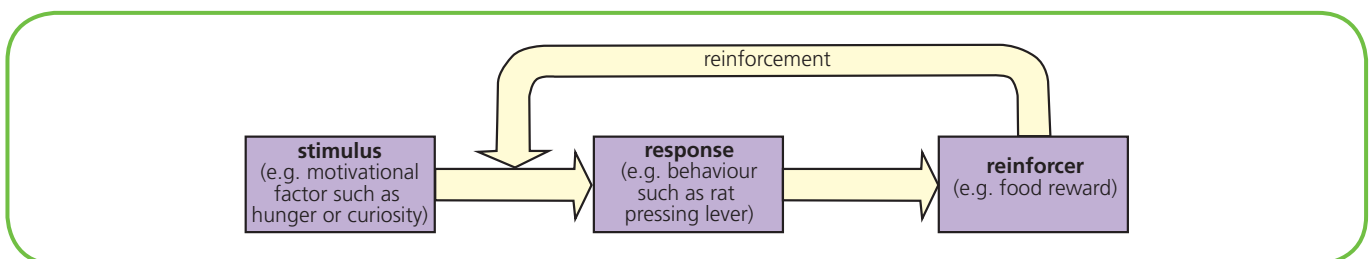 reinforcement
stimulus
(e.g. motivational
factor such as
hunger or curiosity)
response
(e.g. behaviour
such as rat
pressing lever)
reinforcer
(e.g. food reward)